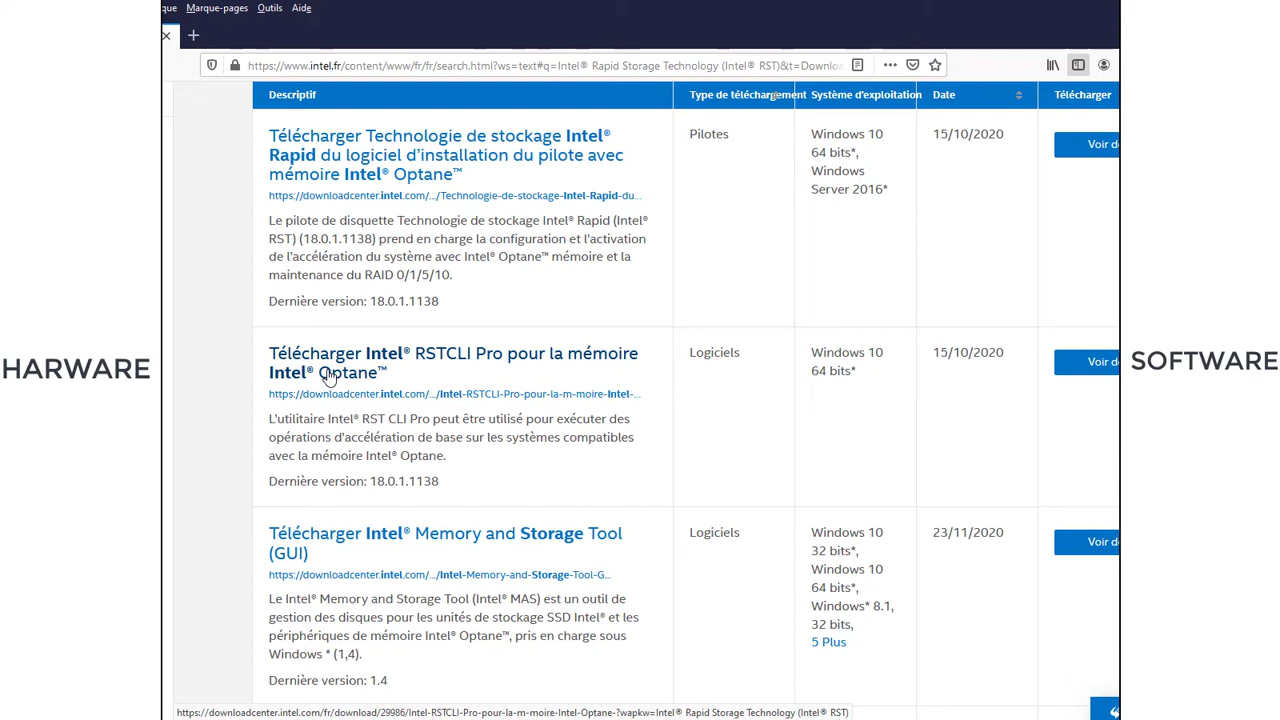 que Marque-pages Outils Aide
https://www.intel.fr/content/www/fr/fr/search.html?ws=text#q=Intel® Rapid Storage Technology (Intel® RST)&t=Downlo
Descriptif Type de téléchargement Système d'exploitation Date Télécharger
Télécharger Technologie de stockage Intel® Pilotes Windows 10 15/10/2020 Voir dé
Rapid du logiciel d'installation du pilote avec 64 bits*,
mémoire Intel® Optane™ Windows
https://downloadcenter.intel.com/.../Technologie-de-stockage-Intel-Rapid-du... Server 2016*
Le pilote de disquette Technologie de stockage Intel® Rapid (Intel®
RST) (18.0.1.1138) prend en charge la configuration et l'activation
de l'accélération du système avec Intel® Optane™ mémoire et la
maintenance du RAID 0/1/5/10.
Dernière version: 18.0.1.1138
Télécharger Intel® RSTCLI Pro pour la mémoire Logiciels Windows 10 15/10/2020 Voir dé
Intel® Optane™ 64 bits*
HARWARE
SOFTWARE
https://downloadcenter.intel.com/.../Intel-RSTCLI-Pro-pour-la-m-moire-Intel-...
L'utilitaire Intel® RST CLI Pro peut être utilisé pour exécuter des
opérations d'accélération de base sur les systèmes compatibles
avec la mémoire Intel® Optane.
Dernière version: 18.0.1.1138
Télécharger Intel® Memory and Storage Tool Logiciels Windows 10 23/11/2020 Voir dé
(GUI) 32 bits*,
https://downloadcenter.intel.com/.../Intel-Memory-and-Storage-Tool-G... Windows 10
Le Intel® Memory and Storage Tool (Intel® MAS) est un outil de 64 bits*,
gestion des disques pour les unités de stockage SSD Intel® et les Windows* 8.1,
périphériques de mémoire Intel® Optane™, pris en charge sous 32 bits,
Windows * (1,4). 5 Plus
Dernière version: 1.4
https://downloadcenter.intel.com/fr/download/29986/Intel-RSTCLI-Pro-pour-la-m-moire-Intel-Optane-?wapkw=Intel® Rapid Storage Technology (Intel® RST)